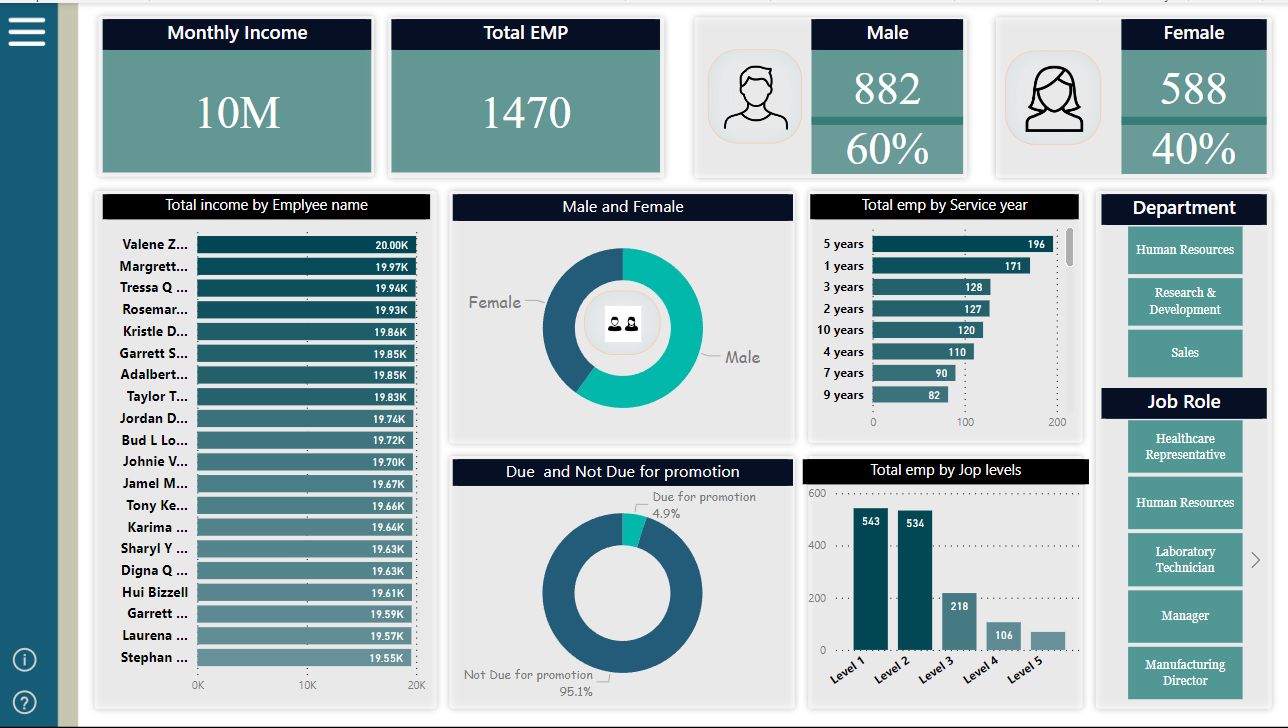 Monthly Income
10M
Total EMP
1470
Male
882
60%
Female
588
40%
Total income by Emplyee name
Valene Z... 20.00K
Margrett... 19.97K
Tressa Q ... 19.94K
Rosemar... 19.93K
Kristle D... 19.86K
Garrett S... 19.85K
Adalbert... 19.85K
Taylor T... 19.83K
Jordan D... 19.74K
Bud L Lo... 19.72K
Johnie V... 19.70K
Jamel M... 19.67K
Tony Ke... 19.66K
Karima ... 19.64K
Sharyl Y ... 19.63K
Digna Q ... 19.63K
Hui Bizzell 19.61K
Garrett ... 19.59K
Laurena ... 19.57K
Stephan ... 19.55K
0K 10K 20K
Male and Female
Female
Male
Due and Not Due for promotion
Due for promotion
4.9%
Not Due for promotion
95.1%
Total emp by Service year
5 years 196
1 years 171
3 years 128
2 years 127
10 years 120
4 years 110
7 years 90
9 years 82
0 100 200
Total emp by Jop levels
600
400
200
0
543
534
218
106
Level 1 Level 2 Level 3 Level 4 Level 5
Department
Human Resources
Research &
Development
Sales
Job Role
Healthcare
Representative
Human Resources
Laboratory
Technician
Manager
Manufacturing
Director